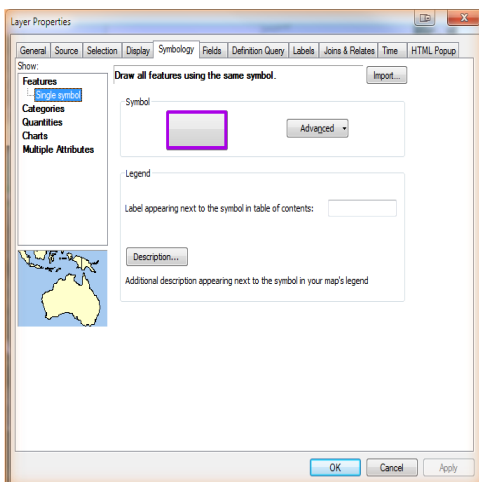 Layer Properties
General Source Selection Display Symbology Fields Definition Query Labels Joins & Relates Time HTML Popup
Show:
Features
Single symbol
Categories
Quantities
Charts
Multiple Attributes
Draw all features using the same symbol.
Import...
Symbol
Advanced
Legend
Label appearing next to the symbol in table of contents:
Description...
Additional description appearing next to the symbol in your map's legend
OK Cancel Apply